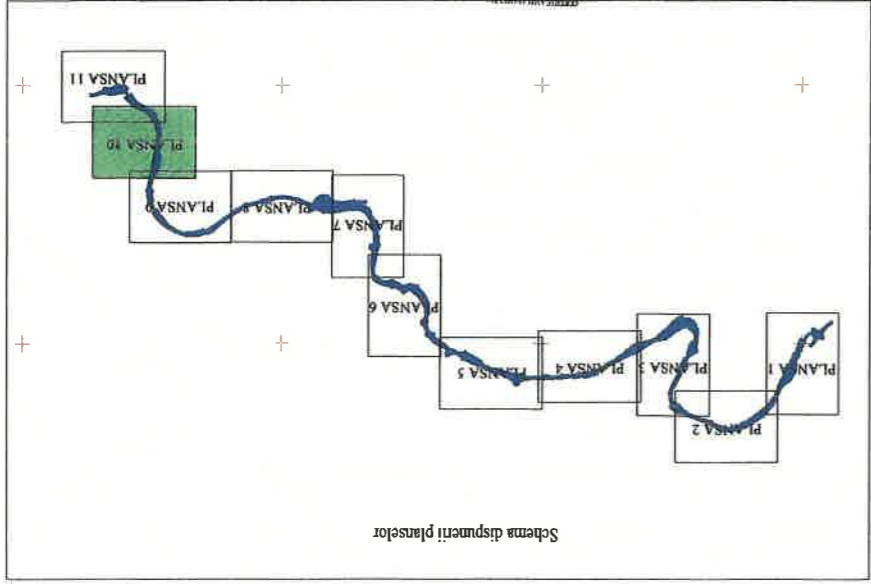 Schema dispunerii planselor
PLANSA 2
PLANSA 1
PLANSA 3
PLANSA 4
PLANSA 5
PLANSA 6
PLANSA 7
PLANSA 8
PLANSA 9
PLANSA 10
PLANSA 11